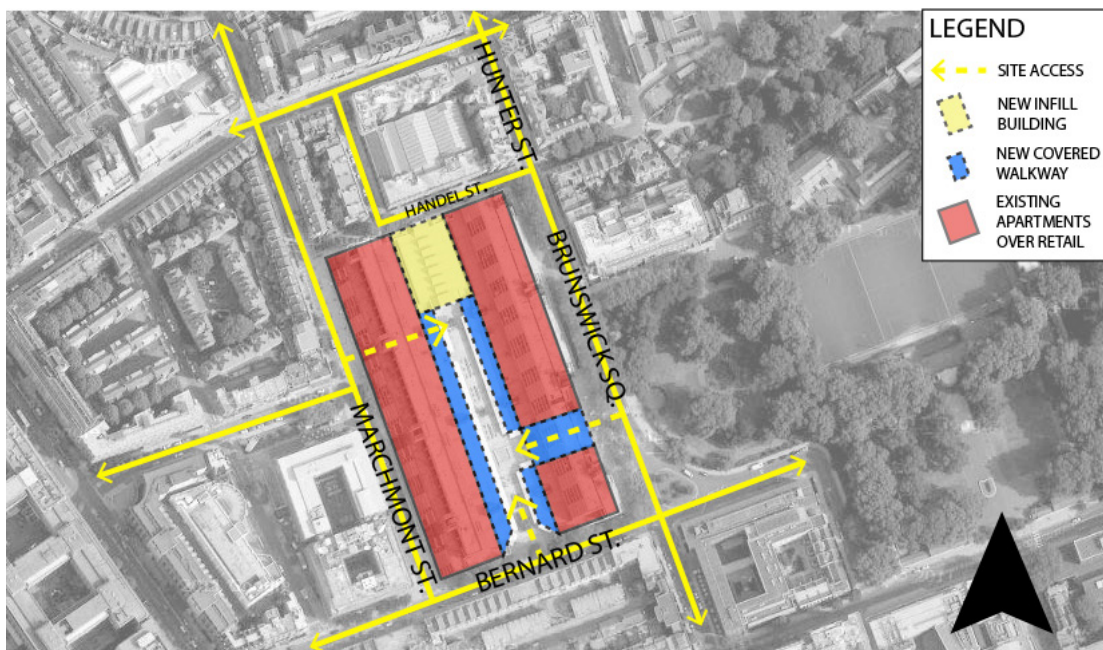 LEGEND
SITE ACCESS
NEW INFILL
BUILDING
NEW COVERED
WALKWAY
EXISTING
APARTMENTS
OVER RETAIL
HUNTER ST.
HANDEL ST.
BRUNSWICK SQ.
MARCHMONT ST.
BERNARD ST.